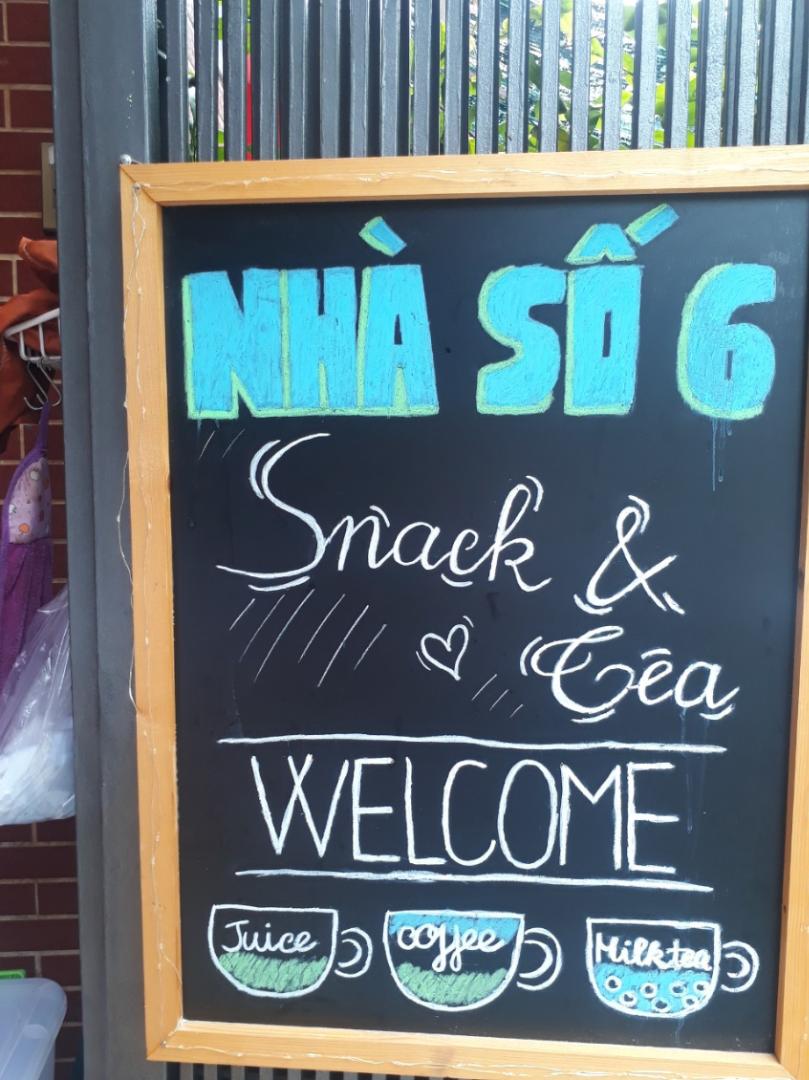 NHÀ SỐ 6
Snack &
Tea
WELCOME
Juice coffee Milktea